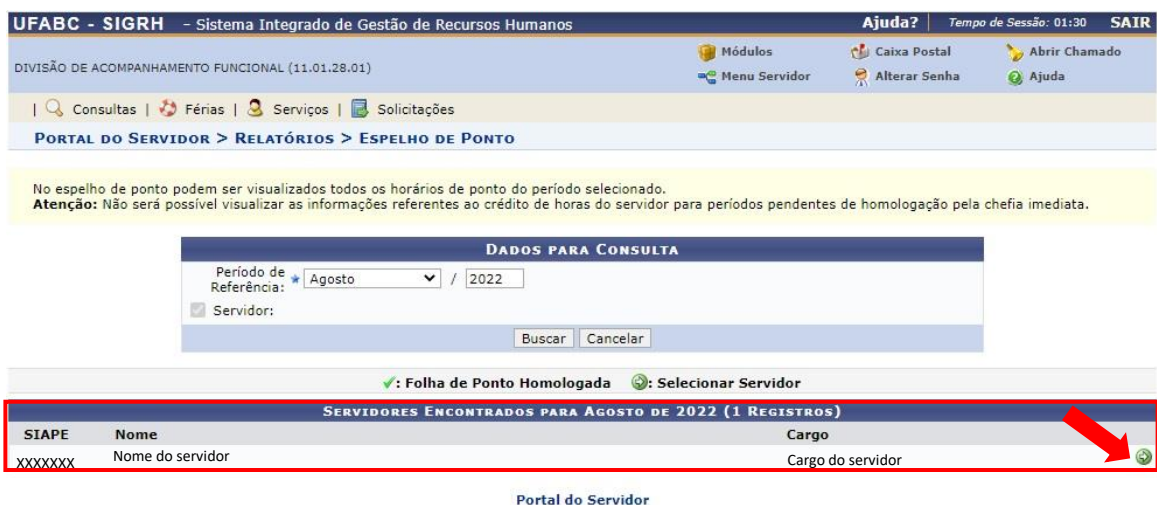 UFABC - SIGRH - Sistema Integrado de Gestão de Recursos Humanos Ajuda? Tempo de Sessão: 01:30 SAIR
DIVISÃO DE ACOMPANHAMENTO FUNCIONAL (11.01.28.01)
Módulos Caixa Postal Abrir Chamado
Menu Servidor Alterar Senha Ajuda
| Consultas | Férias | Serviços | Solicitações
PORTAL DO SERVIDOR > RELATÓRIOS > ESPELHO DE PONTO
No espelho de ponto podem ser visualizados todos os horários de ponto do período selecionado.
Atenção: Não será possível visualizar as informações referentes ao crédito de horas do servidor para períodos pendentes de homologação pela chefia imediata.
DADOS PARA CONSULTA
Período de
Referência: Agosto / 2022
Servidor:
Buscar Cancelar
: Folha de Ponto Homologada : Selecionar Servidor
SERVIDORES ENCONTRADOS PARA AGOSTO DE 2022 (1 REGISTROS)
SIAPE Nome Cargo
XXXXXXX Nome do servidor Cargo do servidor
Portal do Servidor